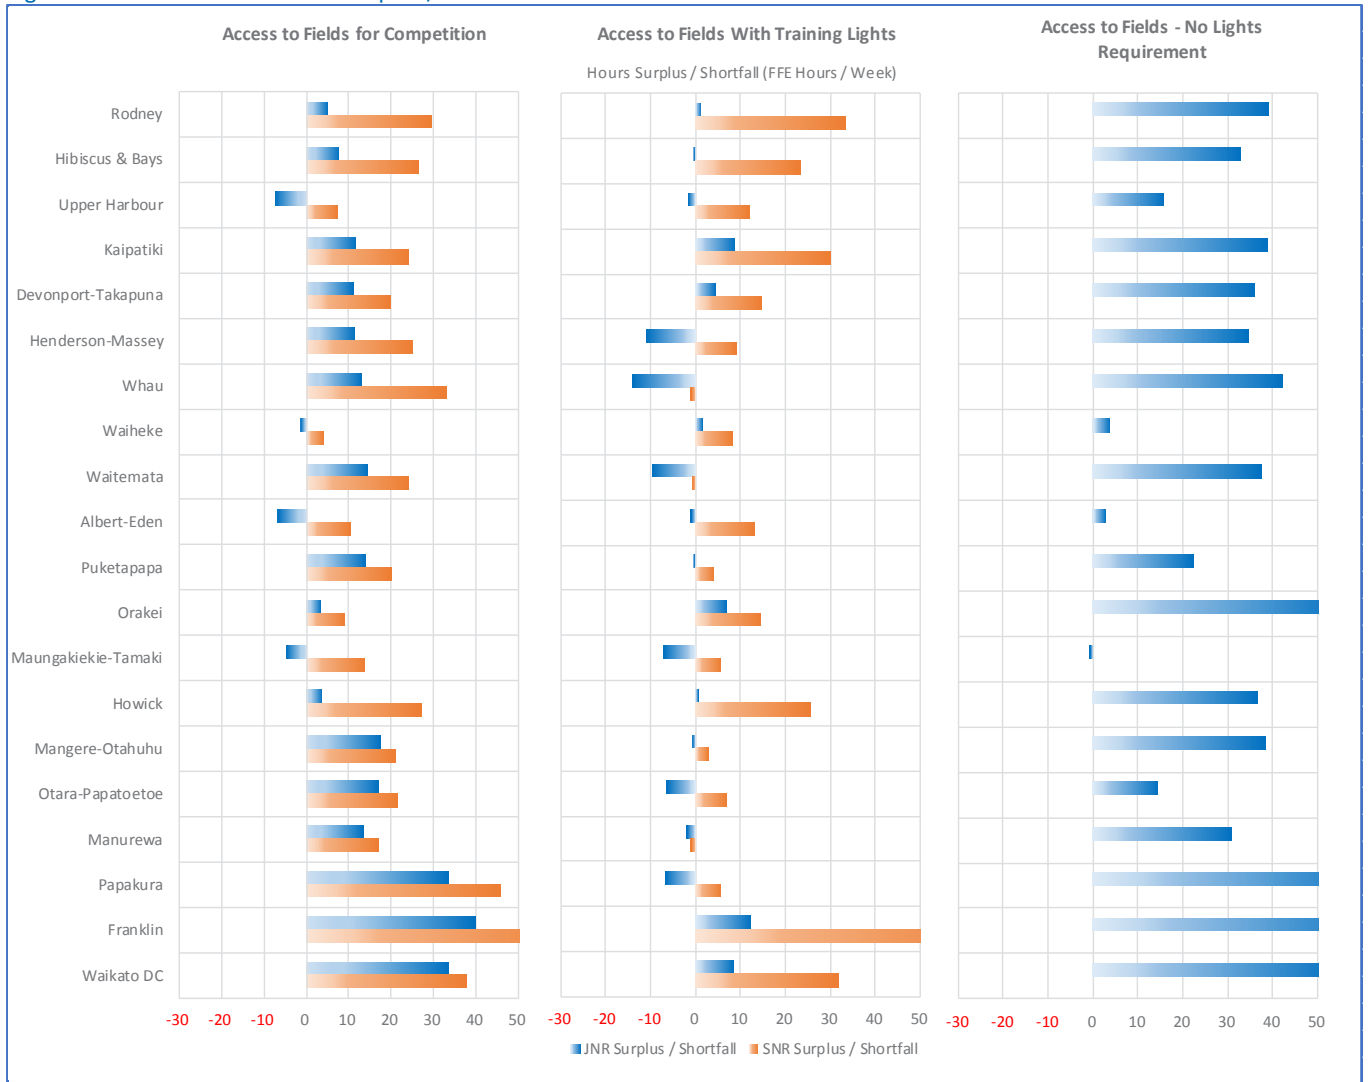 Access to Fields for Competition
Access to Fields With Training Lights
Access to Fields - No Lights
Requirement
Hours Surplus / Shortfall (FFE Hours / Week)
Rodney
Hibiscus & Bays
Upper Harbour
Kaipatiki
Devonport-Takapuna
Henderson-Massey
Whau
Waiheke
Waitemata
Albert-Eden
Puketapapa
Orakei
Maungakiekie-Tamaki
Howick
Mangere-Otahuhu
Otara-Papatoetoe
Manurewa
Papakura
Franklin
Waikato DC
-30 -20 -10 0 10 20 30 40 50
-30 -20 -10 0 10 20 30 40 50
-30 -20 -10 0 10 20 30 40 50
JNR Surplus / Shortfall SNR Surplus / Shortfall